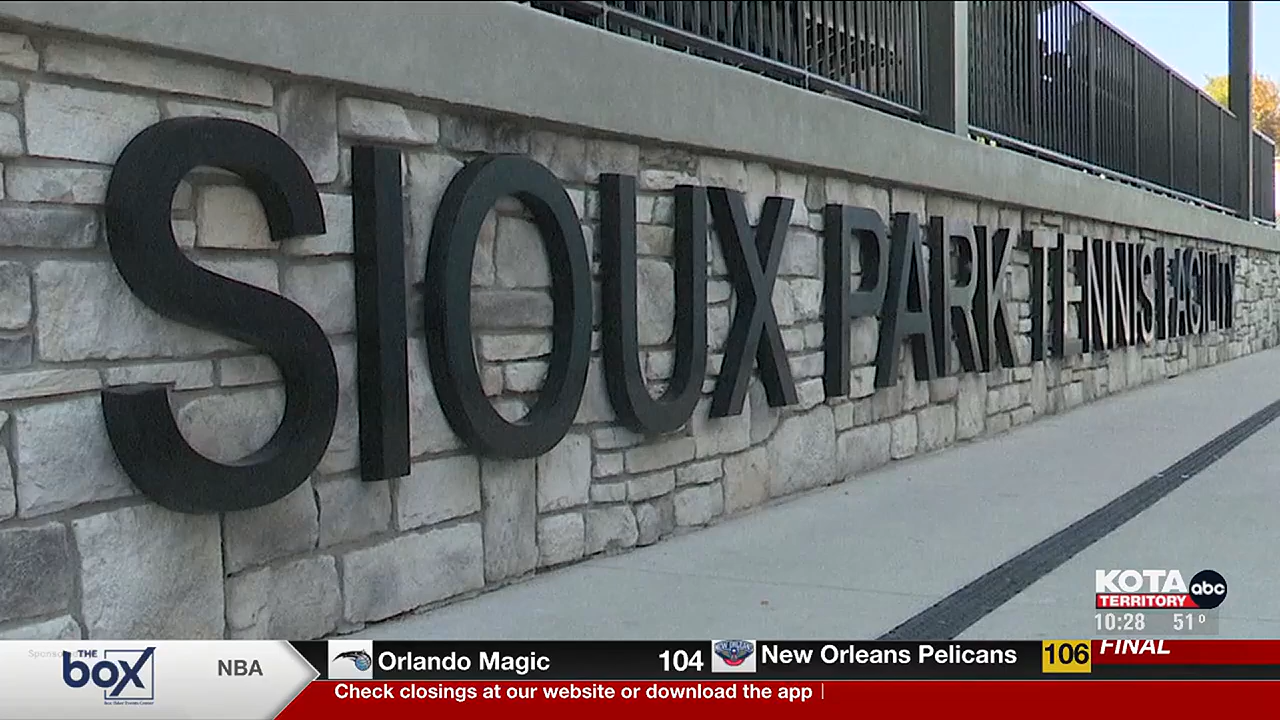 SIOUX PARK TENNIS FACILITY
KOTA abc
TERRITORY
10:28 51°
Sponsored
THE
box
NBA
Orlando Magic 104 New Orleans Pelicans 106 FINAL
Check closings at our website or download the app |